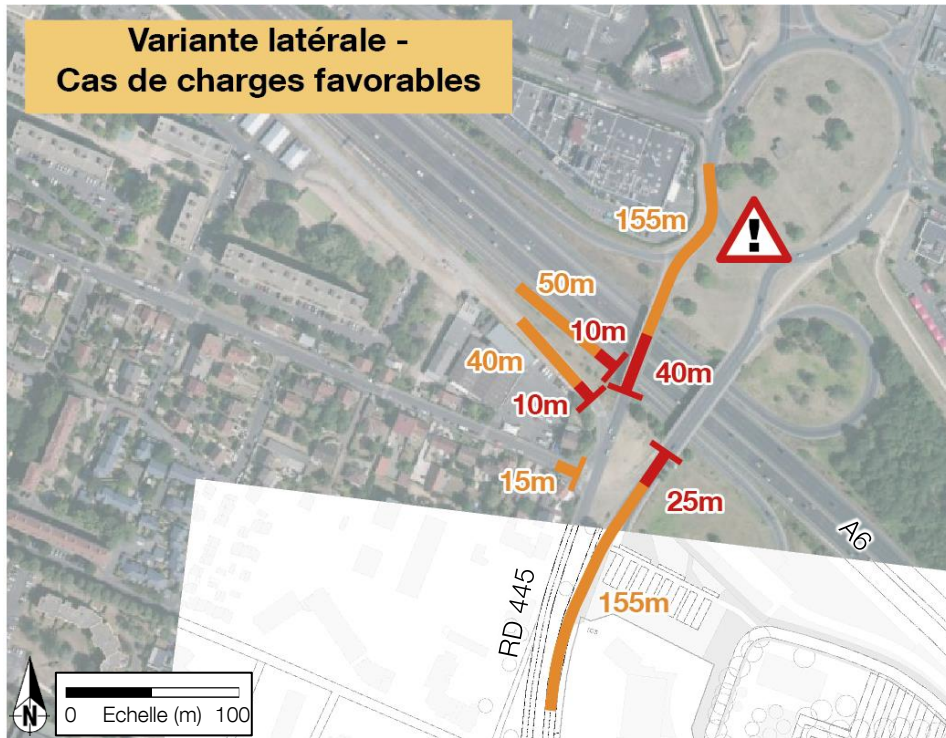 Variante latérale -
Cas de charges favorables
155m
!
50m
10m
40m
40m
10m
15m
25m
A6
155m
RD 445
N
0 Echelle (m) 100